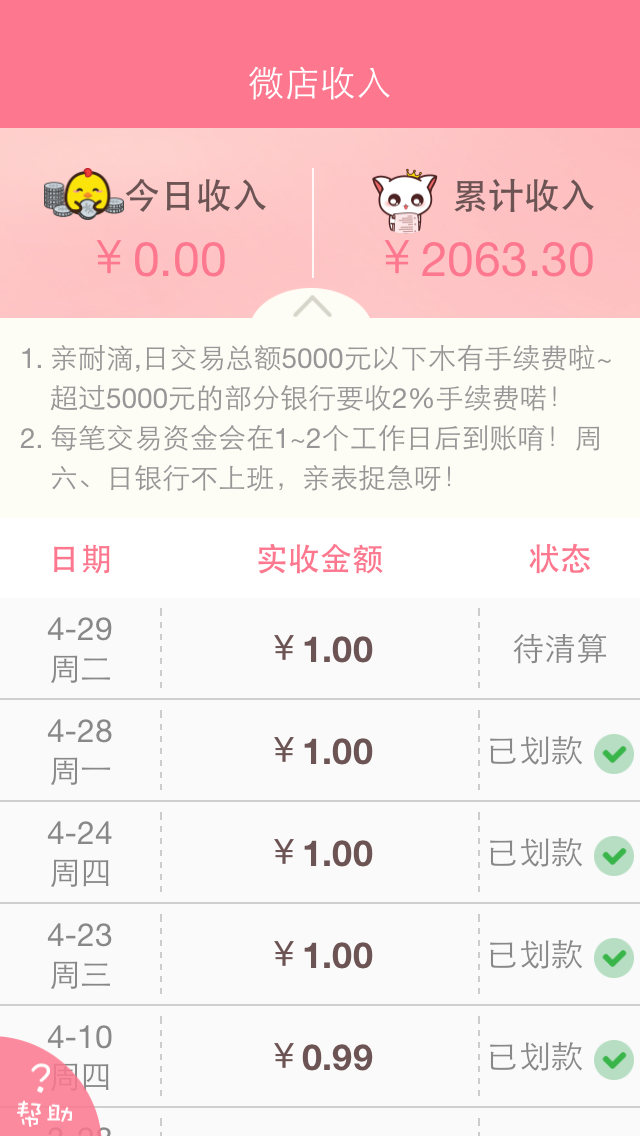 微店收入
今日收入
¥0.00
累计收入
¥2063.30
1. 亲耐滴,日交易总额5000元以下木有手续费啦~
超过5000元的部分银行要收2%手续费喏!
2. 每笔交易资金会在1~2个工作日后到账唷！周
六、日银行不上班，亲表捉急呀!
日期 实收金额 状态
4-29
周二
¥1.00
待清算
4-28
周一
¥1.00
已划款
4-24
周四
¥1.00
已划款
4-23
周三
¥1.00
已划款
4-10
周四
¥0.99
已划款
?
帮助